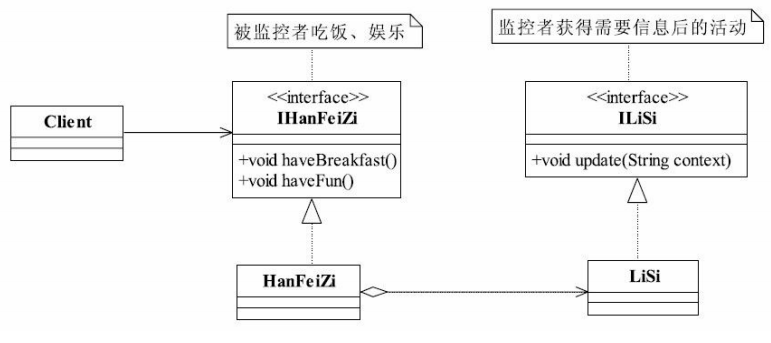 被监控者吃饭、娱乐
监控者获得需要信息后的活动
Client
<<interface>>
IHanFeiZi
+void haveBreakfast()
+void haveFun()
<<interface>>
ILiSi
+void update(String context)
HanFeiZi
LiSi